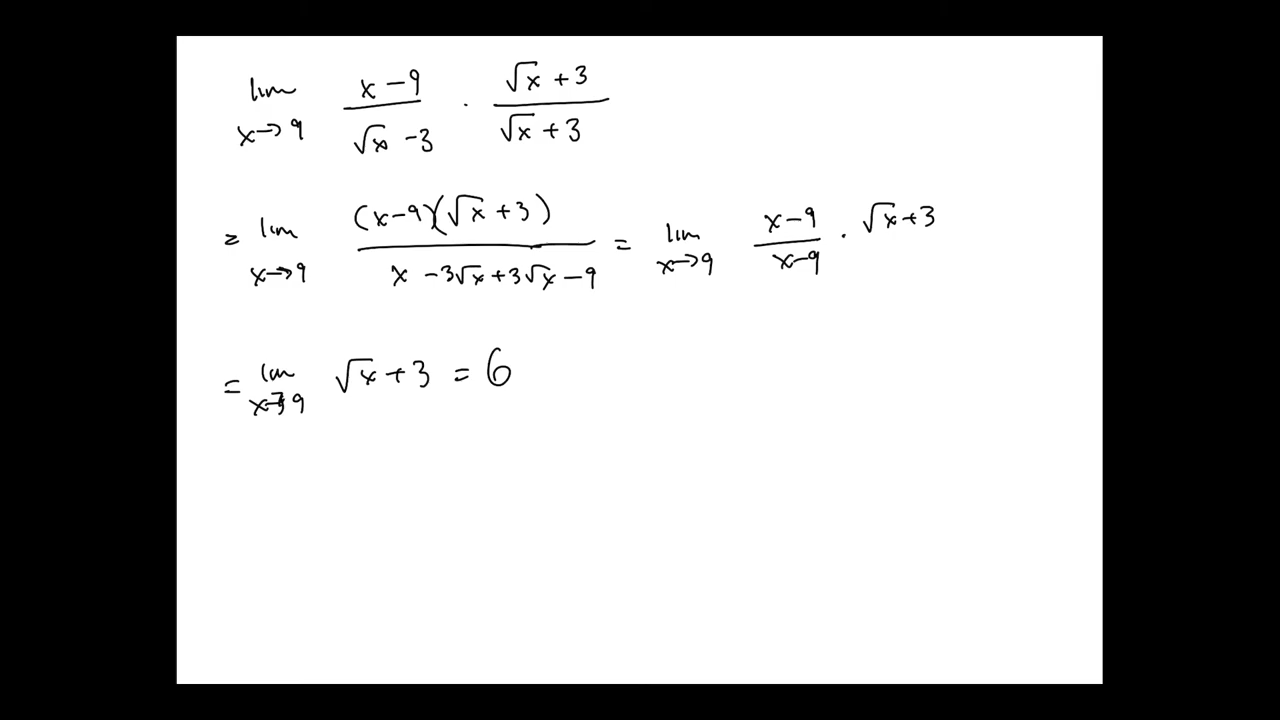 lim x→9 (x-9)/(√x -3) · (√x +3)/(√x +3)
= lim x→9 ((x-9)(√x +3))/(x -3√x+3√x-9) = lim x→9 (x-9)/(x-9) · √x+3
= lim x→9 √x+3 = 6